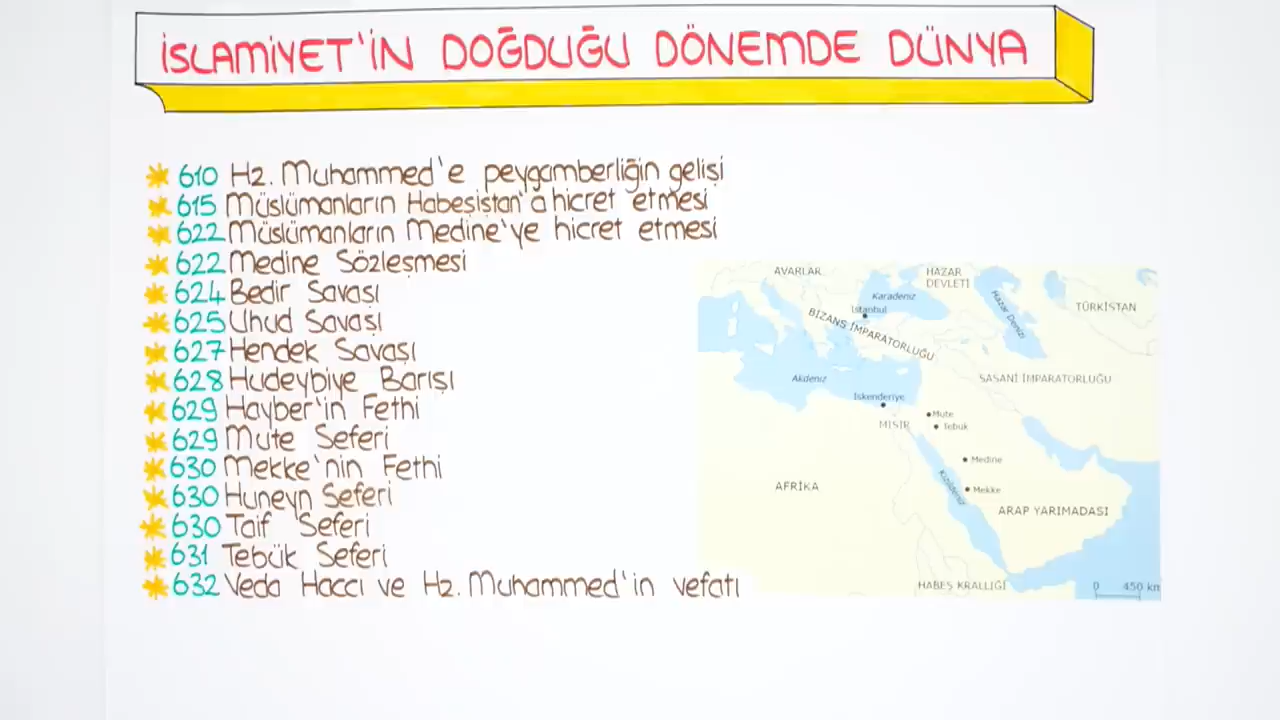 İSLAMİYET'İN DOĞDUĞU DÖNEMDE DÜNYA
610 Hz. Muhammed'e peygamberliğin gelişi
615 Müslümanların Habeşistan'a hicret etmesi
622 Müslümanların Medine'ye hicret etmesi
622 Medine Sözleşmesi
624 Bedir Savaşı
625 Uhud Savaşı
627 Hendek Savaşı
628 Hudeybiye Barışı
629 Hayber'in Fethi
629 Mute Seferi
630 Mekke'nin Fethi
630 Huneyn Seferi
630 Taif Seferi
631 Tebük Seferi
632 Veda Haccı ve Hz. Muhammed'in vefatı
AVARLAR
HAZAR
DEVLETİ
Karadeniz
İstanbul
Hazar Denizi
TÜRKİSTAN
BİZANS İMPARATORLUĞU
Akdeniz
SASANİ İMPARATORLUĞU
İskenderiye
MISIR
Mute
Tebük
Medine
Kızıldeniz
Mekke
AFRİKA
ARAP YARIMADASI
HABEŞ KRALLIĞI
0 450 km